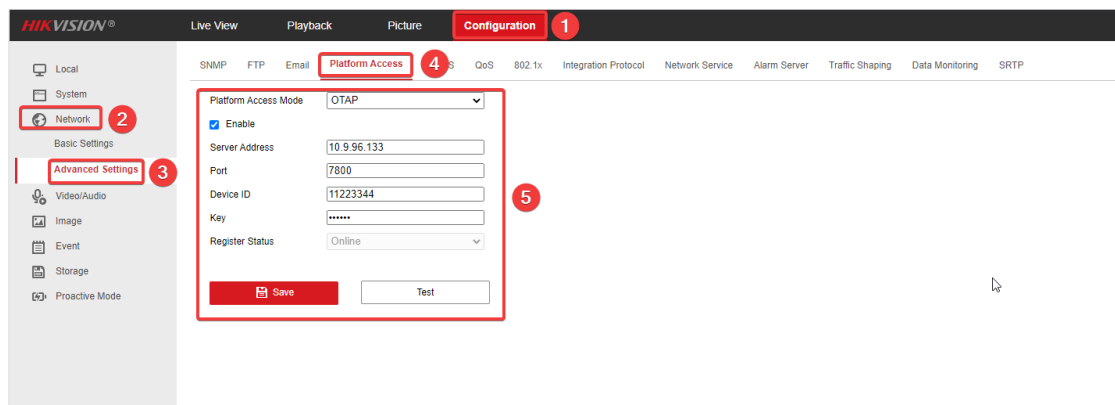 HIKVISION®
Live View Playback Picture Configuration 1
SNMP FTP Email Platform Access 4 S QoS 802.1x Integration Protocol Network Service Alarm Server Traffic Shaping Data Monitoring SRTP
Local
System
Network 2
Basic Settings
Advanced Settings 3
Video/Audio
Image
Event
Storage
Proactive Mode
Platform Access Mode OTAP
Enable
Server Address 10.9.96.133
Port 7800
Device ID 11223344
5
Key ••••••
Register Status Online
Save Test